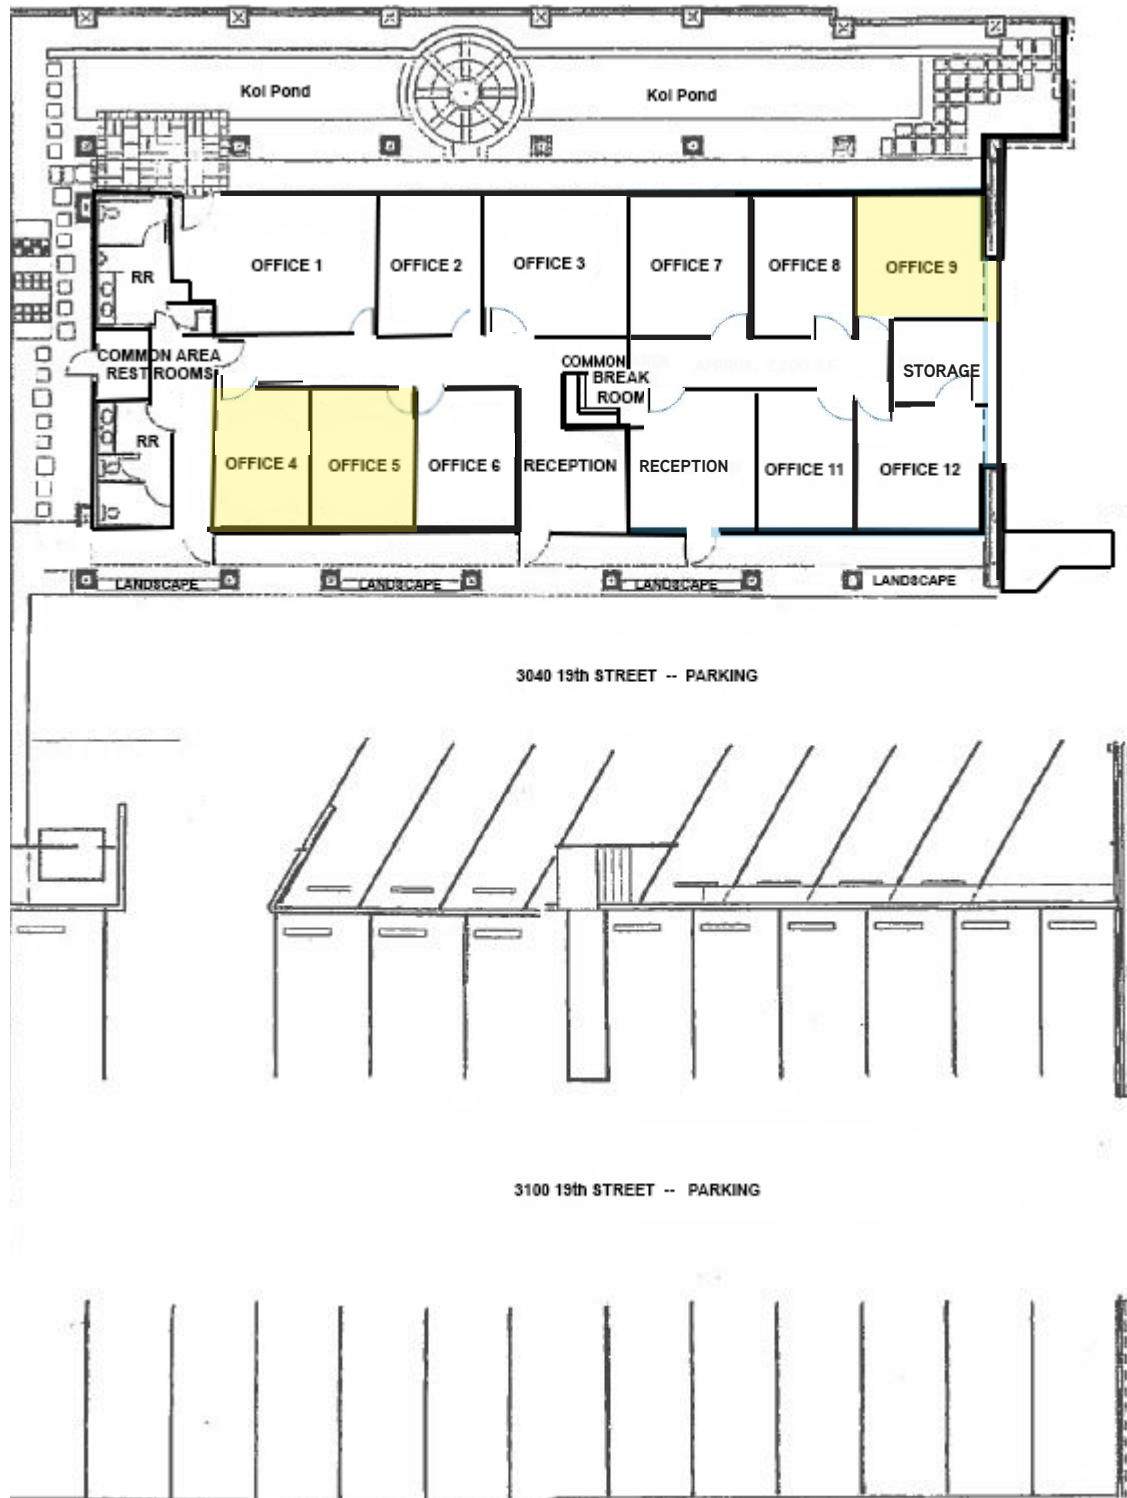 Koi Pond
Koi Pond
OFFICE 1
OFFICE 2
OFFICE 3
OFFICE 7
OFFICE 8
OFFICE 9
RR
COMMON AREA
REST ROOMS
COMMON
BREAK
ROOM
STORAGE
RR
OFFICE 4
OFFICE 5
OFFICE 6
RECEPTION
RECEPTION
OFFICE 11
OFFICE 12
LANDSCAPE
LANDSCAPE
LANDSCAPE
LANDSCAPE
3040 19th STREET -- PARKING
3100 19th STREET -- PARKING